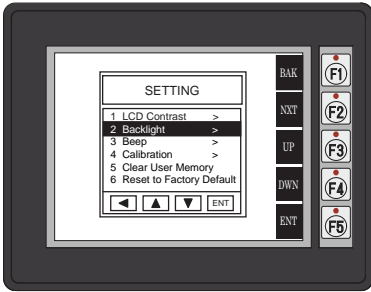 SETTING
1 LCD Contrast >
2 Backlight >
3 Beep >
4 Calibration >
5 Clear User Memory
6 Reset to Factory Default
ENT
BAK
NXT
UP
DWN
ENT
F1
F2
F3
F4
F5